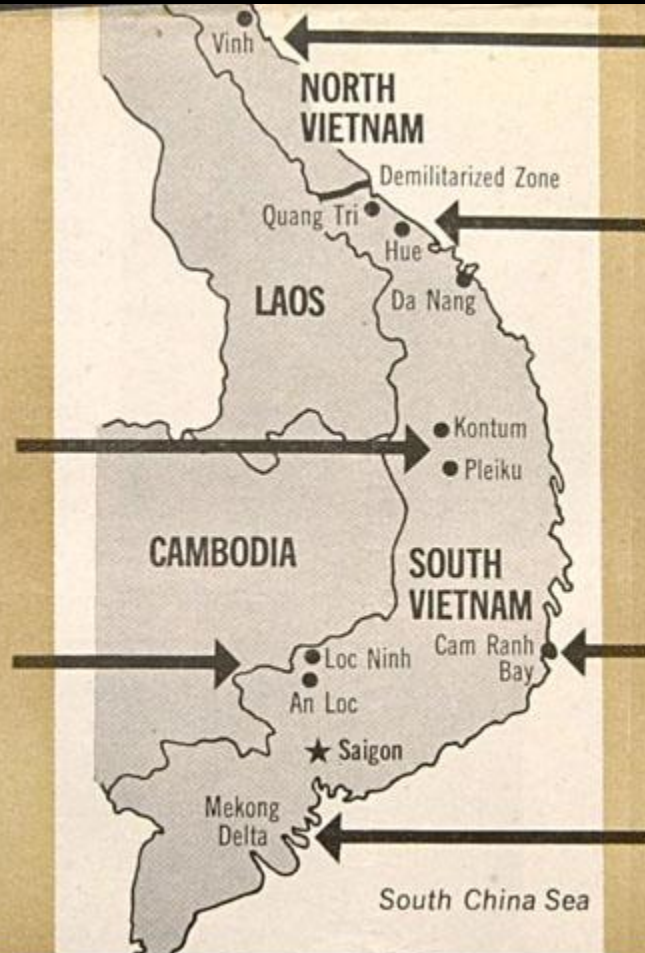 Vinh
NORTH
VIETNAM
Demilitarized Zone
Quang Tri
Hue
LAOS
Da Nang
Kontum
Pleiku
CAMBODIA
SOUTH
VIETNAM
Loc Ninh
Cam Ranh
Bay
An Loc
Saigon
Mekong
Delta
South China Sea